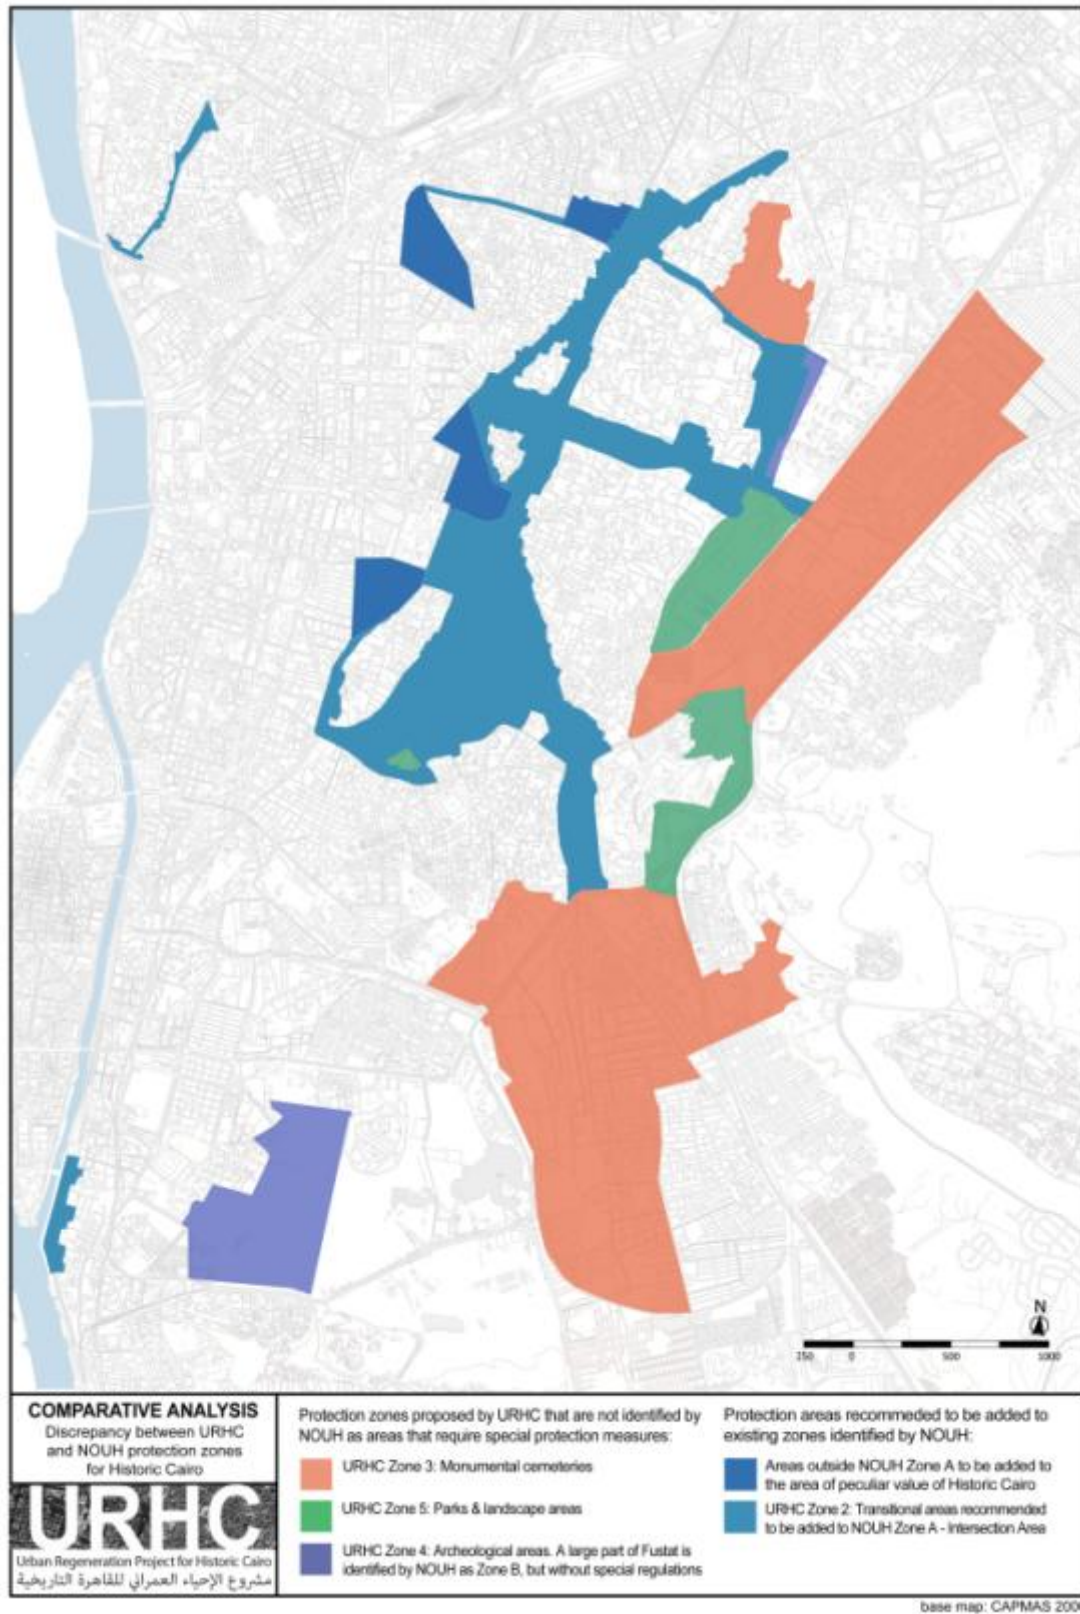 N
250 0 500 1000
COMPARATIVE ANALYSIS
Discrepancy between URHC
and NOUH protection zones
for Historic Cairo
URHC
Urban Regeneration Project for Historic Cairo
مشروع الإحياء العمراني للقاهرة التاريخية
Protection zones proposed by URHC that are not identified by
NOUH as areas that require special protection measures:
URHC Zone 3: Monumental cemeteries
URHC Zone 5: Parks & landscape areas
URHC Zone 4: Archeological areas. A large part of Fustat is
identified by NOUH as Zone B, but without special regulations
Protection areas recommeded to be added to
existing zones identified by NOUH:
Areas outside NOUH Zone A to be added to
the area of peculiar value of Historic Cairo
URHC Zone 2: Transitional areas recommended
to be added to NOUH Zone A - Intersection Area
base map: CAPMAS 2006